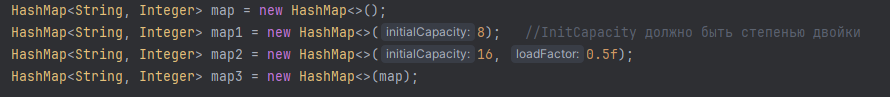 HashMap<String, Integer> map = new HashMap<>();
HashMap<String, Integer> map1 = new HashMap<>( initialCapacity: 8);   //InitCapacity должно быть степенью двойки
HashMap<String, Integer> map2 = new HashMap<>( initialCapacity: 16, loadFactor: 0.5f);
HashMap<String, Integer> map3 = new HashMap<>(map);